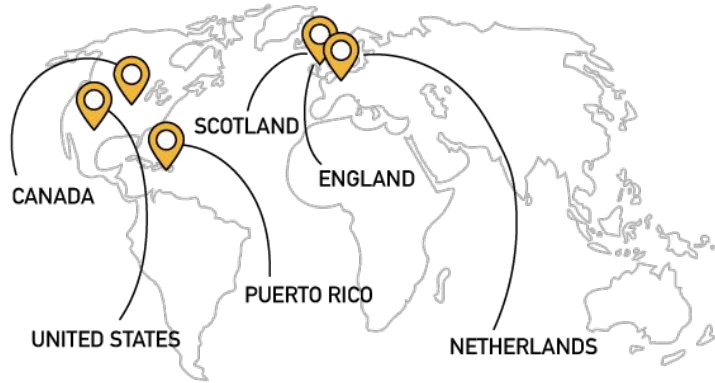 SCOTLAND
ENGLAND
CANADA
PUERTO RICO
UNITED STATES
NETHERLANDS